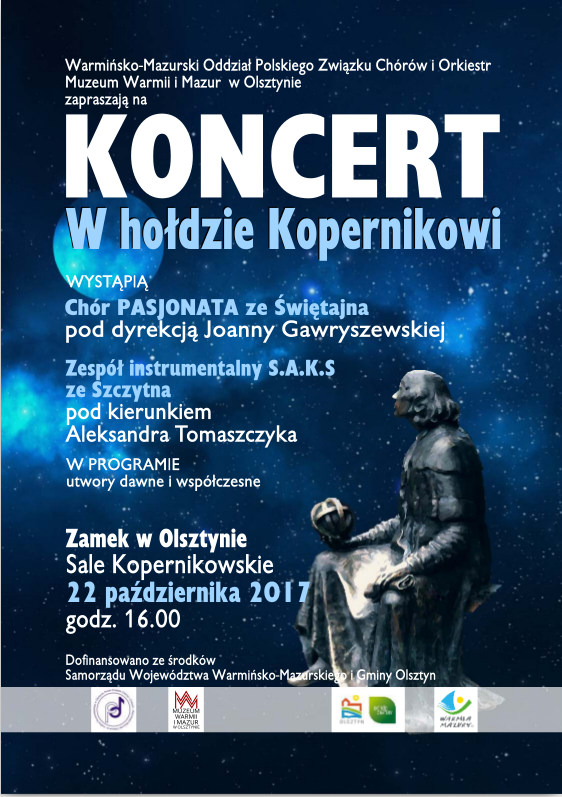 Warmińsko-Mazurski Oddział Polskiego Związku Chórów i Orkiestr
Muzeum Warmii i Mazur w Olsztynie
zapraszają na
KONCERT
W hołdzie Kopernikowi
WYSTĄPIĄ
Chór PASJONATA ze Świętajna
pod dyrekcją Joanny Gawryszewskiej
Zespół instrumentalny S.A.K.S
ze Szczytna
pod kierunkiem
Aleksandra Tomaszczyka
W PROGRAMIE
utwory dawne i współczesne
Zamek w Olsztynie
Sale Kopernikowskie
22 października 2017
godz. 16.00
Dofinansowano ze środków
Samorządu Województwa Warmińsko-Mazurskiego i Gminy Olsztyn
MUZEUM
WARMII
I MAZUR
W OLSZTYNIE
OLSZTYN
WARMIA
MAZURY